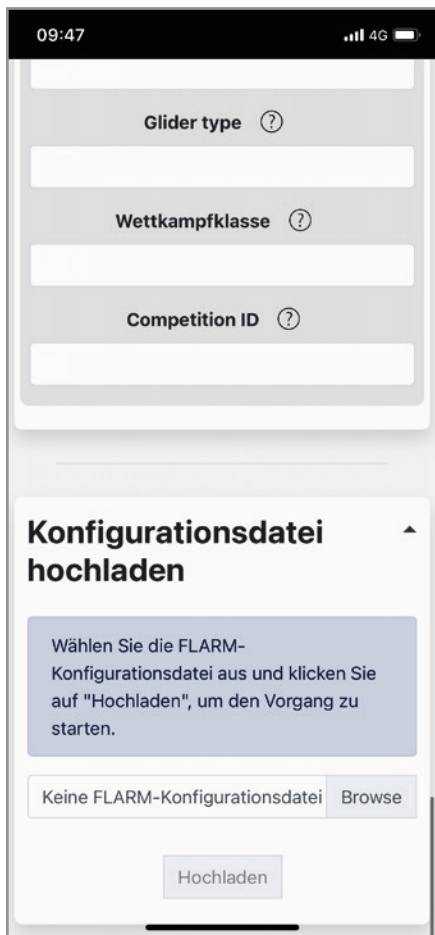 09:47
4G
Glider type ?
Wettkampfklasse ?
Competition ID ?
Konfigurationsdatei
hochladen
Wählen Sie die FLARM-
Konfigurationsdatei aus und klicken Sie
auf "Hochladen", um den Vorgang zu
starten.
Keine FLARM-Konfigurationsdatei
Browse
Hochladen